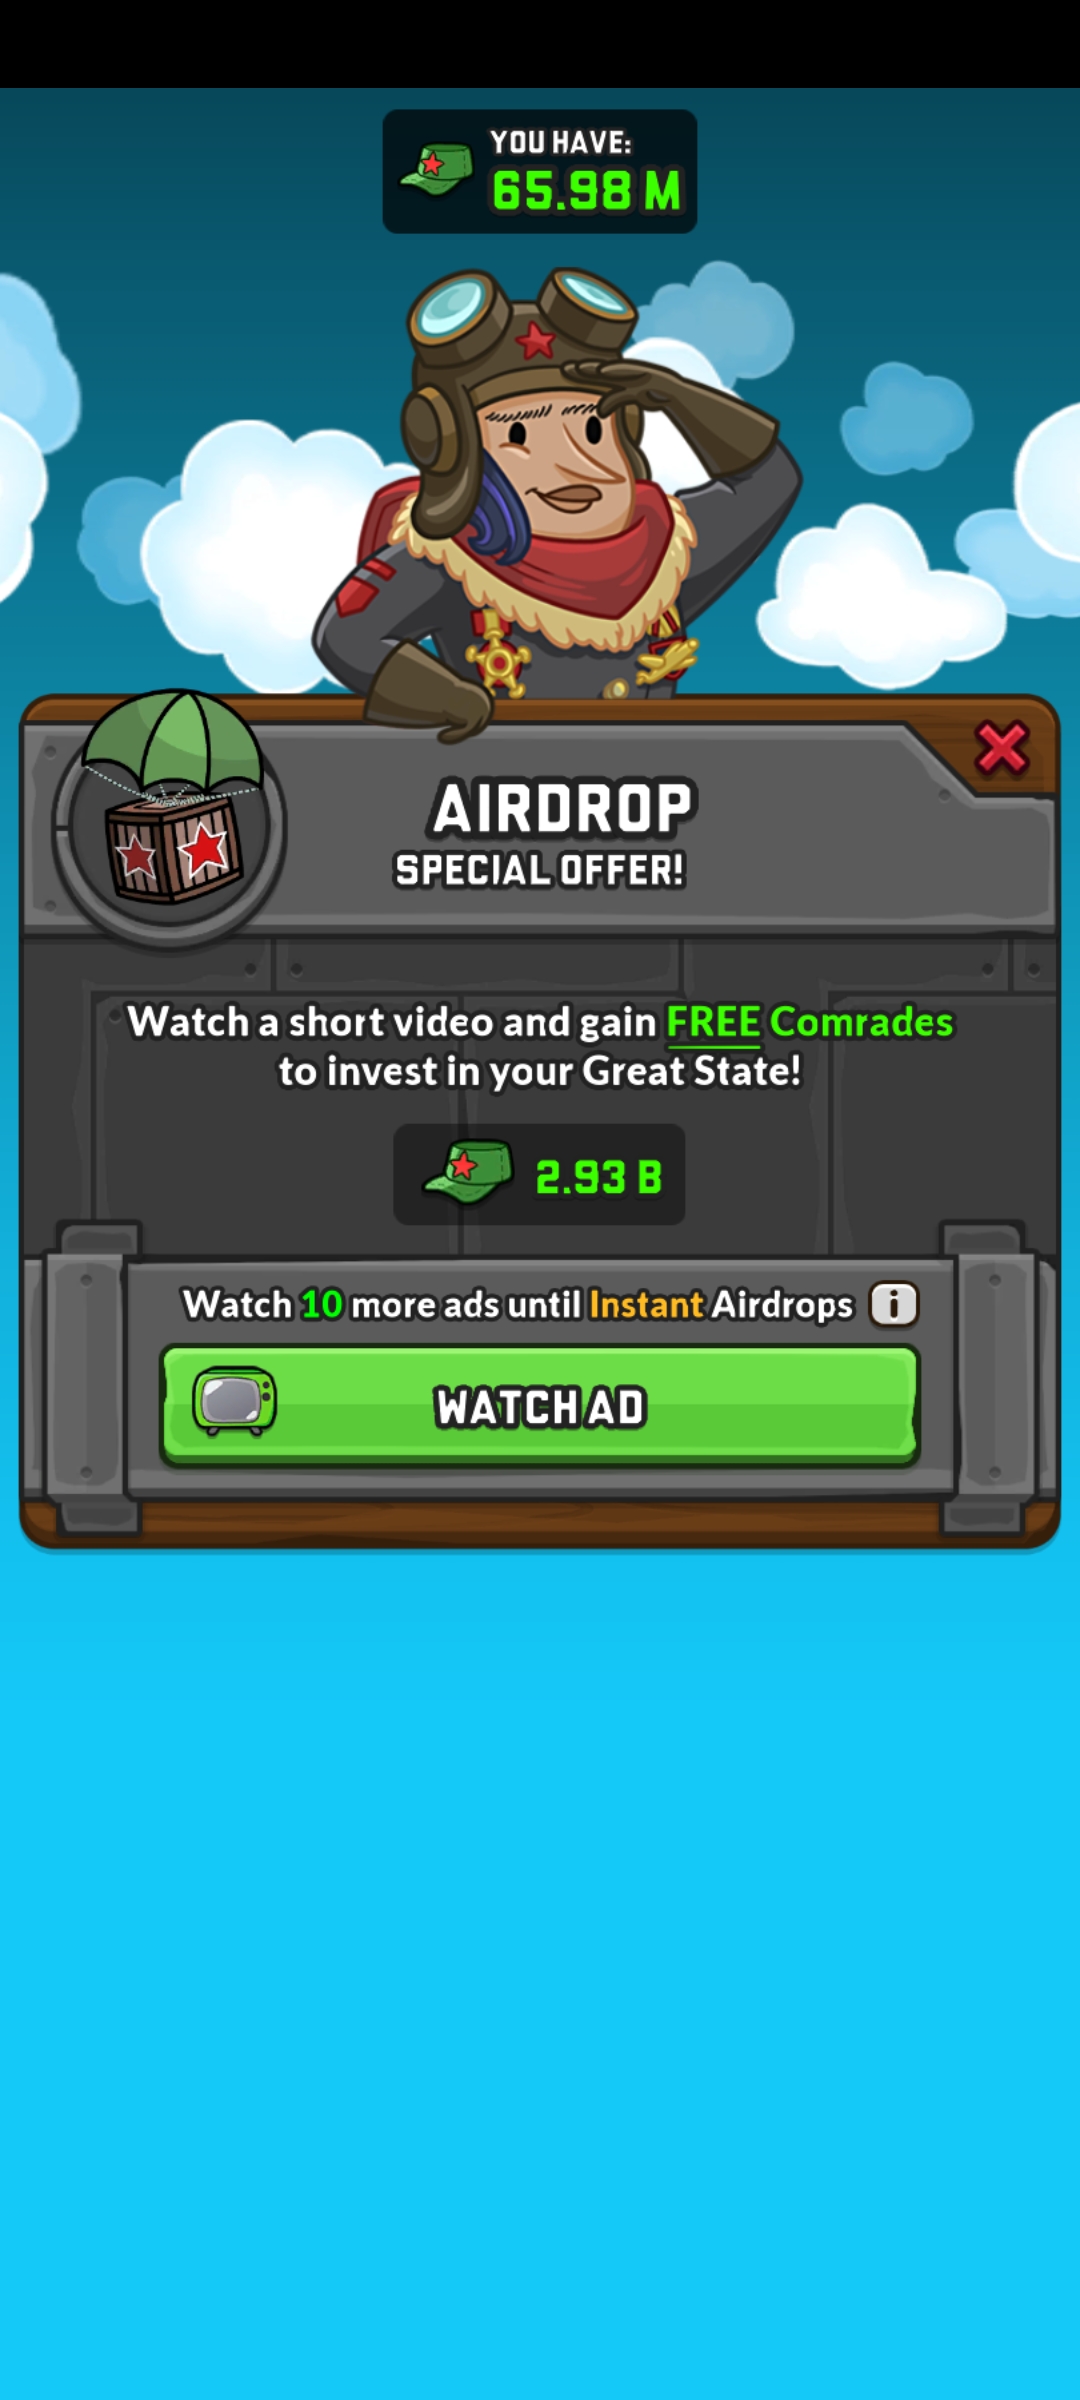 YOU HAVE:
65.98 M
AIRDROP
SPECIAL OFFER!
Watch a short video and gain FREE Comrades
to invest in your Great State!
2.93 B
Watch 10 more ads until Instant Airdrops i
WATCH AD